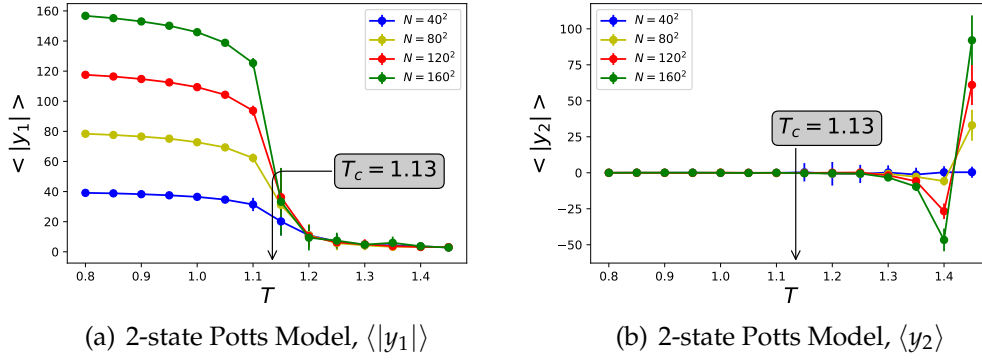 160
140
120
100
80
60
40
20
0
< |y₁| >
N = 40²
N = 80²
N = 120²
N = 160²
T_c = 1.13
0.8 0.9 1.0 1.1 1.2 1.3 1.4
T
(a) 2-state Potts Model, ⟨|y₁|⟩
100
75
50
25
0
−25
−50
< |y₂| >
N = 40²
N = 80²
N = 120²
N = 160²
T_c = 1.13
0.8 0.9 1.0 1.1 1.2 1.3 1.4
T
(b) 2-state Potts Model, ⟨y₂⟩